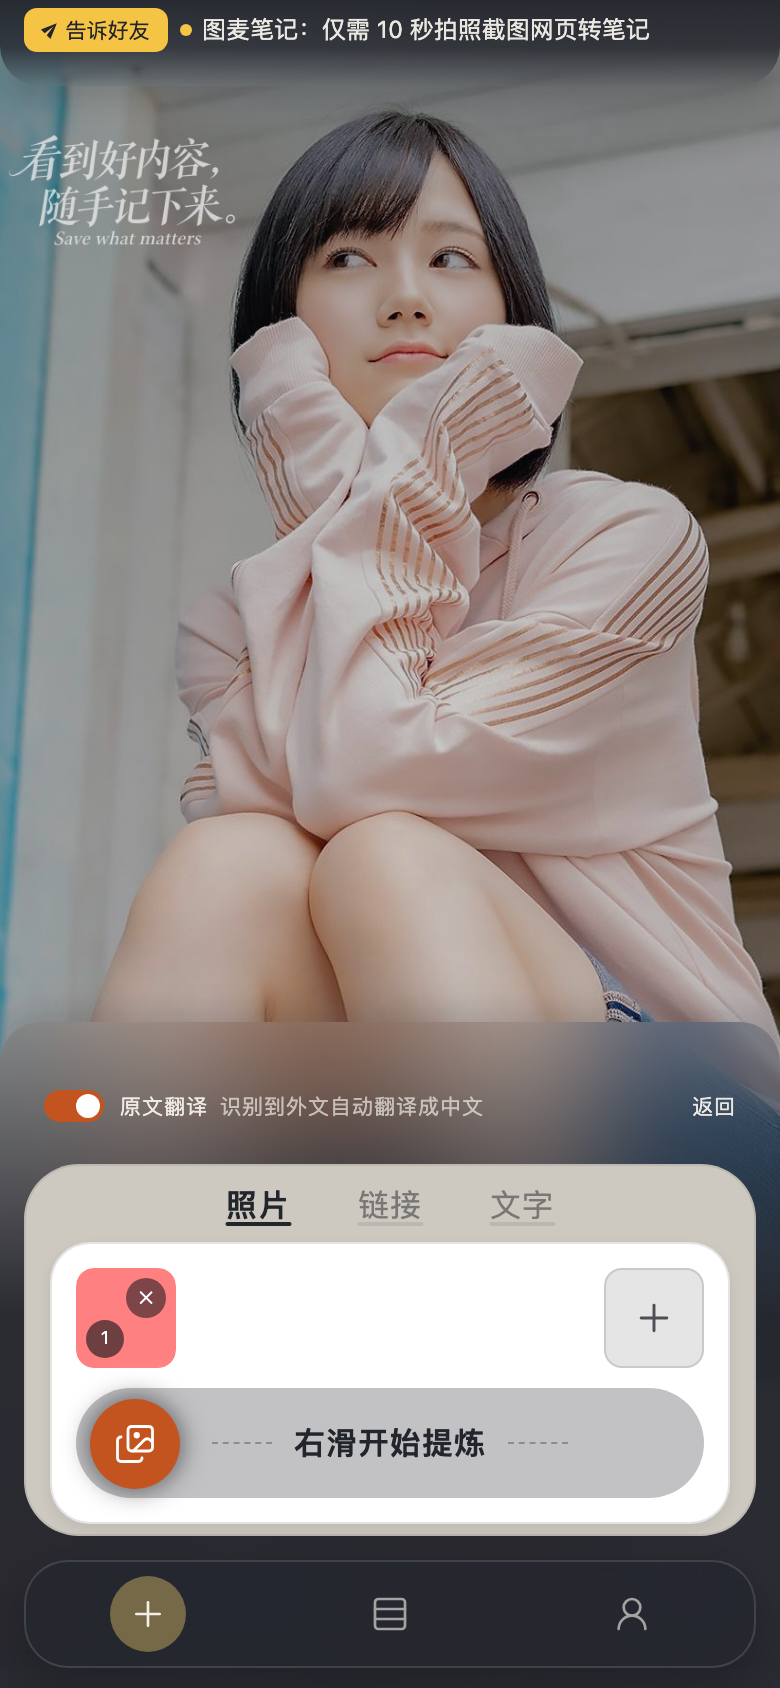 告诉好友
图麦笔记：仅需 10 秒拍照截图网页转笔记
看到好内容，
随手记下来。
Save what matters
原文翻译 识别到外文自动翻译成中文
返回
照片 链接 文字
1
右滑开始提炼